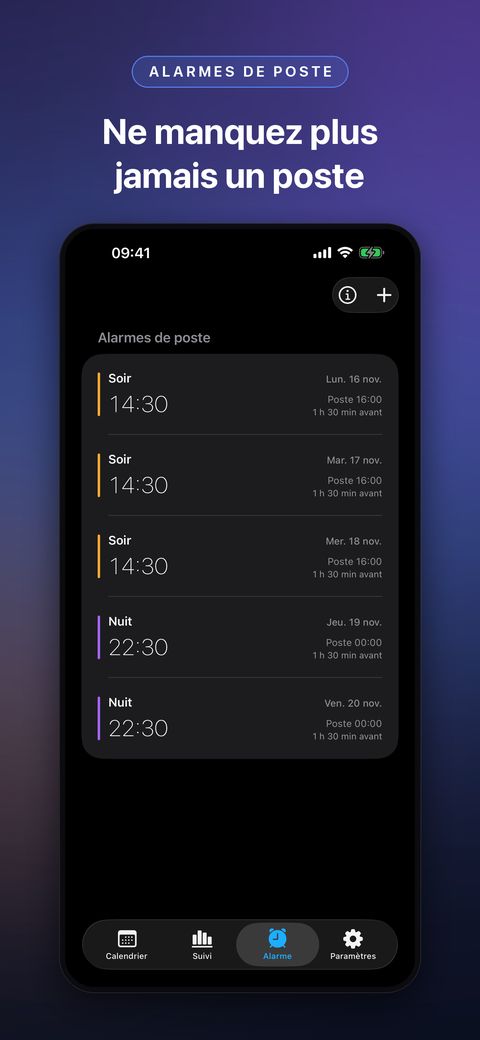 ALARMES DE POSTE
Ne manquez plus
jamais un poste
09:41
Alarmes de poste
Soir
Lun. 16 nov.
14:30
Poste 16:00
1 h 30 min avant
Soir
Mar. 17 nov.
14:30
Poste 16:00
1 h 30 min avant
Soir
Mer. 18 nov.
14:30
Poste 16:00
1 h 30 min avant
Nuit
Jeu. 19 nov.
22:30
Poste 00:00
1 h 30 min avant
Nuit
Ven. 20 nov.
22:30
Poste 00:00
1 h 30 min avant
Calendrier
Suivi
Alarme
Paramètres